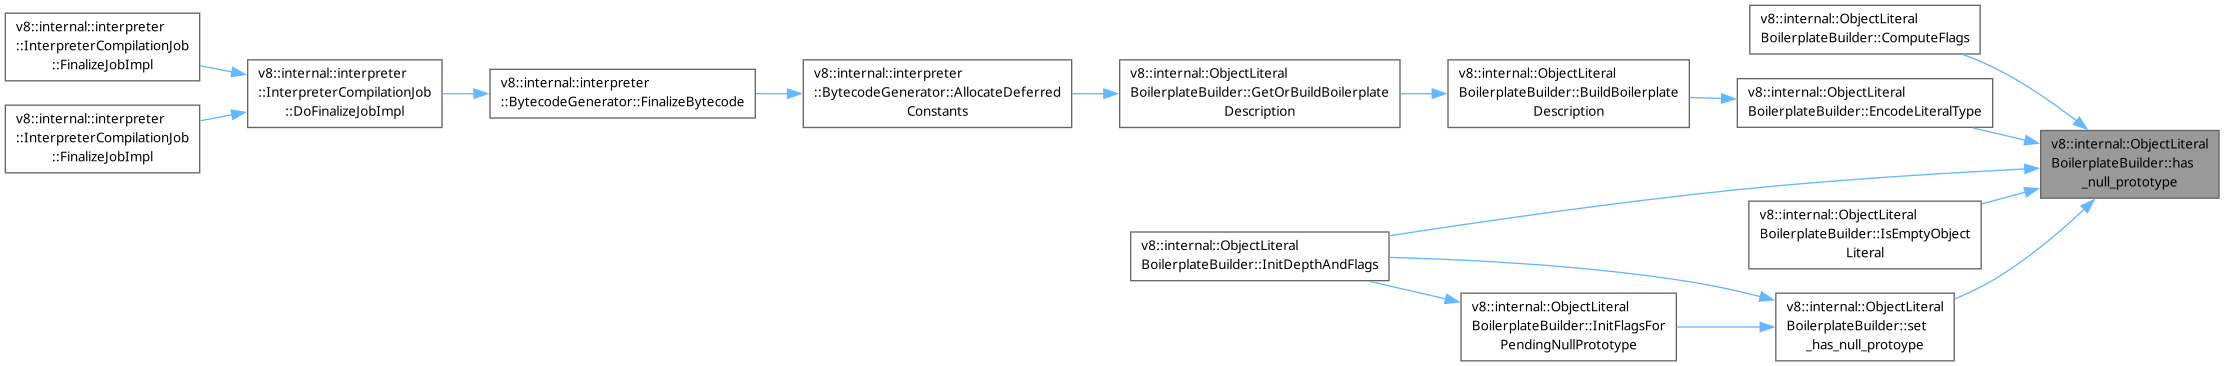 v8::internal::interpreter
::InterpreterCompilationJob
::FinalizeJobImpl
v8::internal::interpreter
::InterpreterCompilationJob
::FinalizeJobImpl
v8::internal::interpreter
::InterpreterCompilationJob
::DoFinalizeJobImpl
v8::internal::interpreter
::BytecodeGenerator::FinalizeBytecode
v8::internal::interpreter
::BytecodeGenerator::AllocateDeferred
Constants
v8::internal::ObjectLiteral
BoilerplateBuilder::GetOrBuildBoilerplate
Description
v8::internal::ObjectLiteral
BoilerplateBuilder::BuildBoilerplate
Description
v8::internal::ObjectLiteral
BoilerplateBuilder::ComputeFlags
v8::internal::ObjectLiteral
BoilerplateBuilder::EncodeLiteralType
v8::internal::ObjectLiteral
BoilerplateBuilder::has
_null_prototype
v8::internal::ObjectLiteral
BoilerplateBuilder::IsEmptyObject
Literal
v8::internal::ObjectLiteral
BoilerplateBuilder::InitDepthAndFlags
v8::internal::ObjectLiteral
BoilerplateBuilder::InitFlagsFor
PendingNullPrototype
v8::internal::ObjectLiteral
BoilerplateBuilder::set
_has_null_protoype